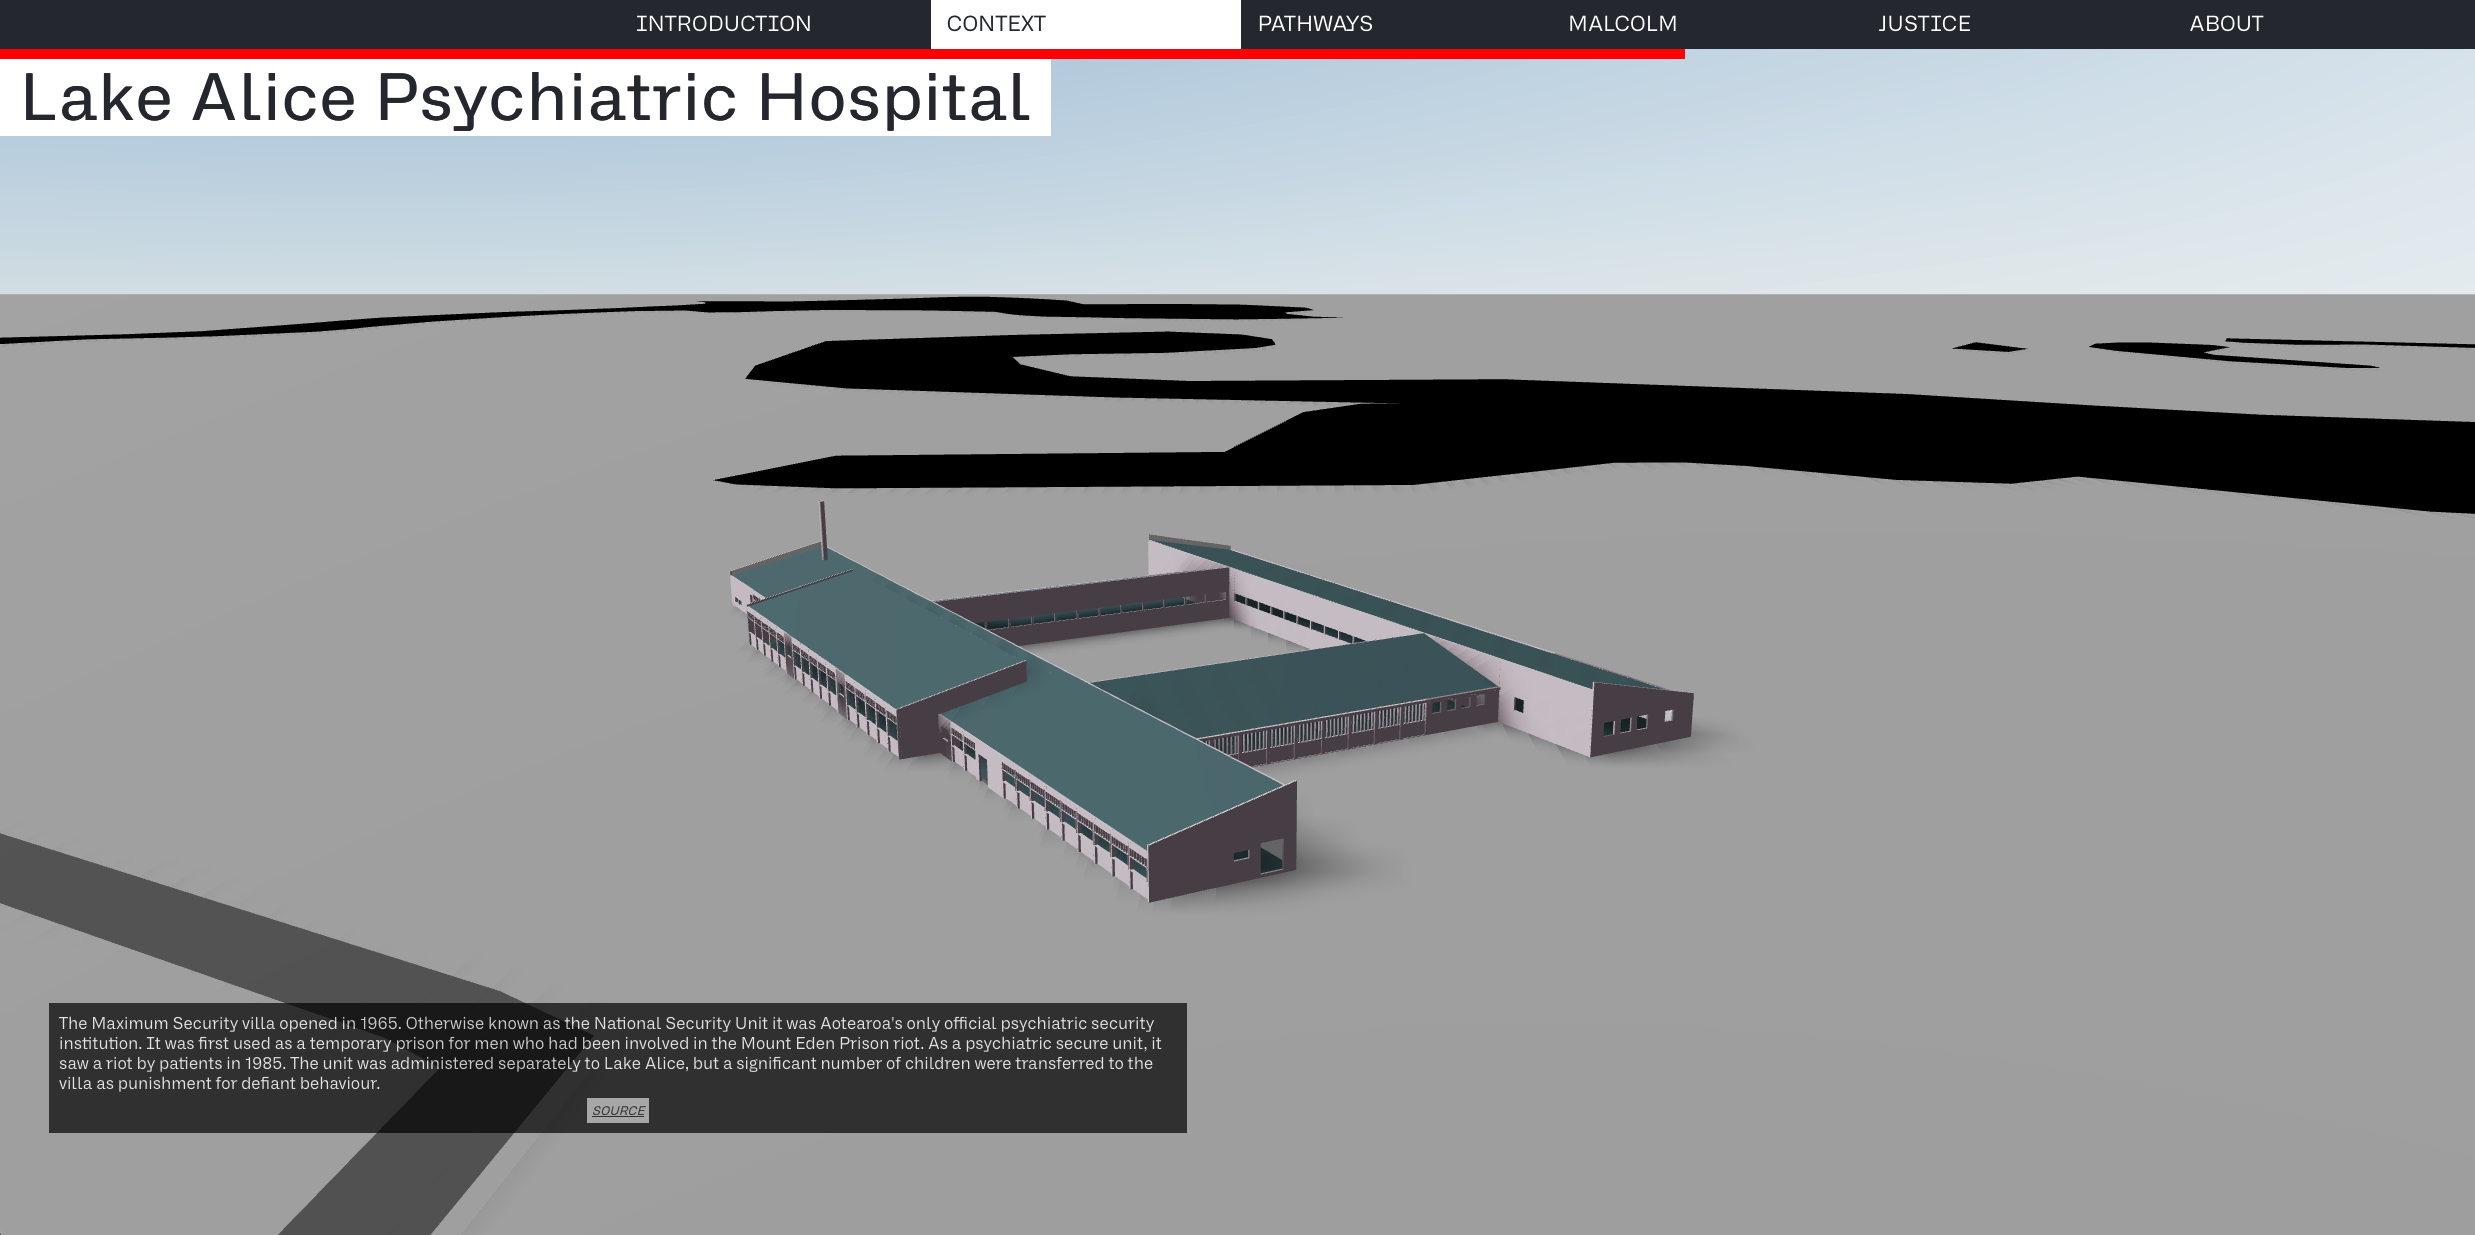 INTRODUCTION CONTEXT PATHWAYS MALCOLM JUSTICE ABOUT
Lake Alice Psychiatric Hospital
The Maximum Security villa opened in 1965. Otherwise known as the National Security Unit it was Aotearoa's only official psychiatric security
institution. It was first used as a temporary prison for men who had been involved in the Mount Eden Prison riot. As a psychiatric secure unit, it
saw a riot by patients in 1985. The unit was administered separately to Lake Alice, but a significant number of children were transferred to the
villa as punishment for defiant behaviour.
SOURCE